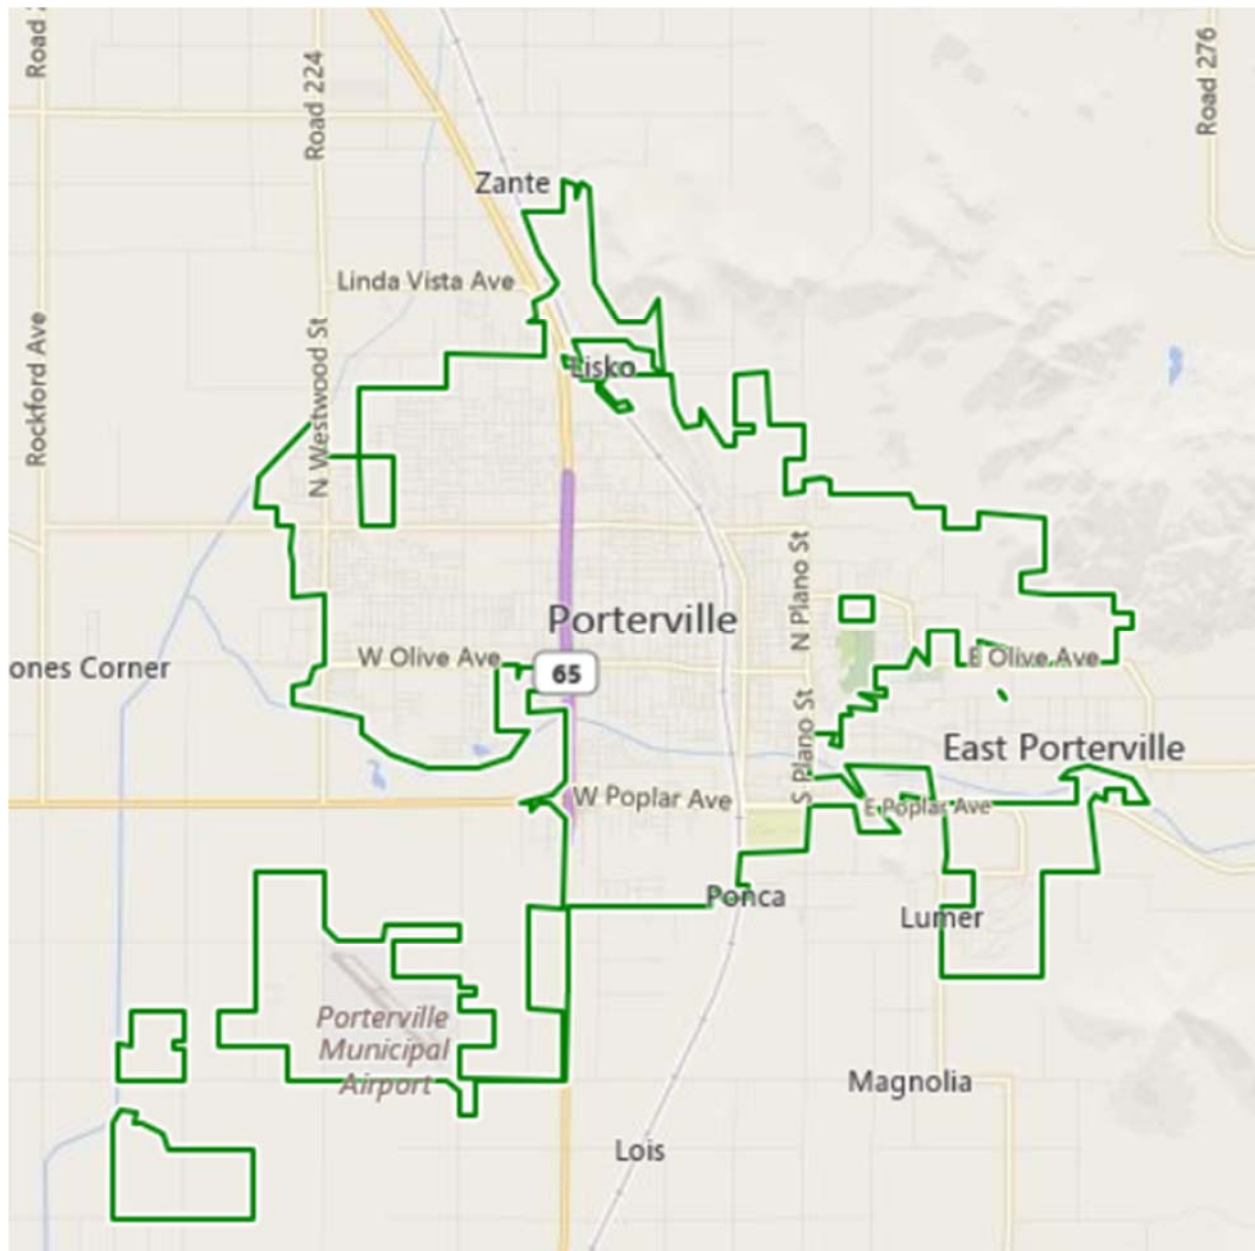 Road 2
Road 224
Road 276
Zante
Linda Vista Ave
Rockford Ave
N Westwood St
Lisko
N Plano St
Porterville
W Olive Ave
65
E Olive Ave
ones Corner
S Plano St
East Porterville
W Poplar Ave
E Poplar Ave
Ponca
Lumer
Porterville
Municipal
Airport
Magnolia
Lois